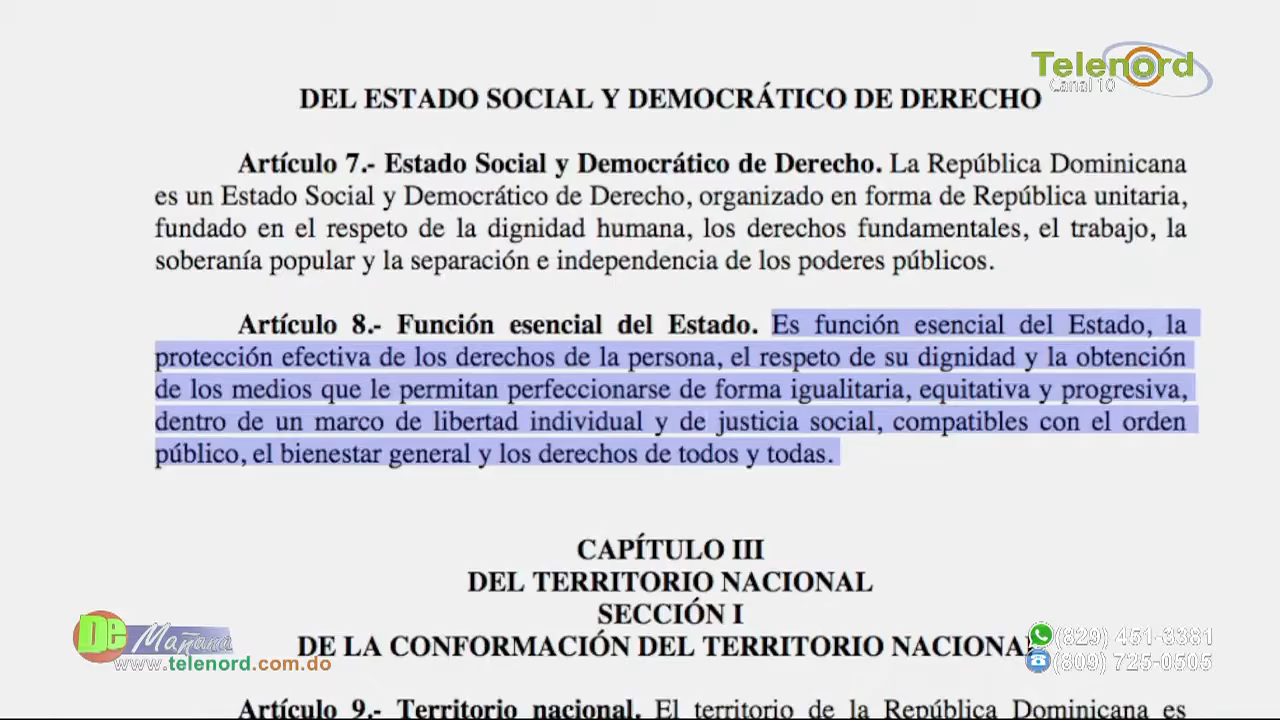 Telenord
Canal 10
DEL ESTADO SOCIAL Y DEMOCRÁTICO DE DERECHO
Artículo 7.- Estado Social y Democrático de Derecho. La República Dominicana
es un Estado Social y Democrático de Derecho, organizado en forma de República unitaria,
fundado en el respeto de la dignidad humana, los derechos fundamentales, el trabajo, la
soberanía popular y la separación e independencia de los poderes públicos.
Artículo 8.- Función esencial del Estado. Es función esencial del Estado, la
protección efectiva de los derechos de la persona, el respeto de su dignidad y la obtención
de los medios que le permitan perfeccionarse de forma igualitaria, equitativa y progresiva,
dentro de un marco de libertad individual y de justicia social, compatibles con el orden
público, el bienestar general y los derechos de todos y todas.
CAPÍTULO III
DEL TERRITORIO NACIONAL
SECCIÓN I
DE LA CONFORMACIÓN DEL TERRITORIO NACIONAL
De Mañana
www.telenord.com.do
(829) 451-3381
(809) 725-0505
Artículo 9.- Territorio nacional. El territorio de la República Dominicana es